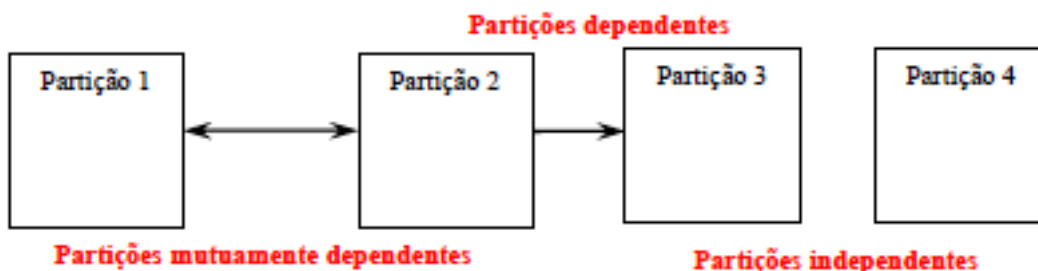 Partições dependentes
Partição 1
Partição 2
Partição 3
Partição 4
Partições mutuamente dependentes
Partições independentes